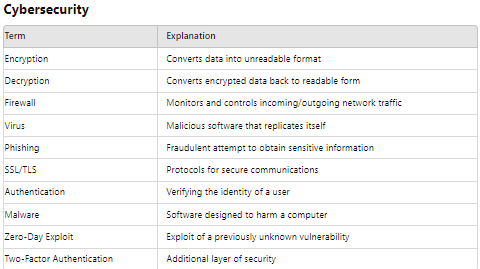 Cybersecurity
Term Explanation
Encryption Converts data into unreadable format
Decryption Converts encrypted data back to readable form
Firewall Monitors and controls incoming/outgoing network traffic
Virus Malicious software that replicates itself
Phishing Fraudulent attempt to obtain sensitive information
SSL/TLS Protocols for secure communications
Authentication Verifying the identity of a user
Malware Software designed to harm a computer
Zero-Day Exploit Exploit of a previously unknown vulnerability
Two-Factor Authentication Additional layer of security